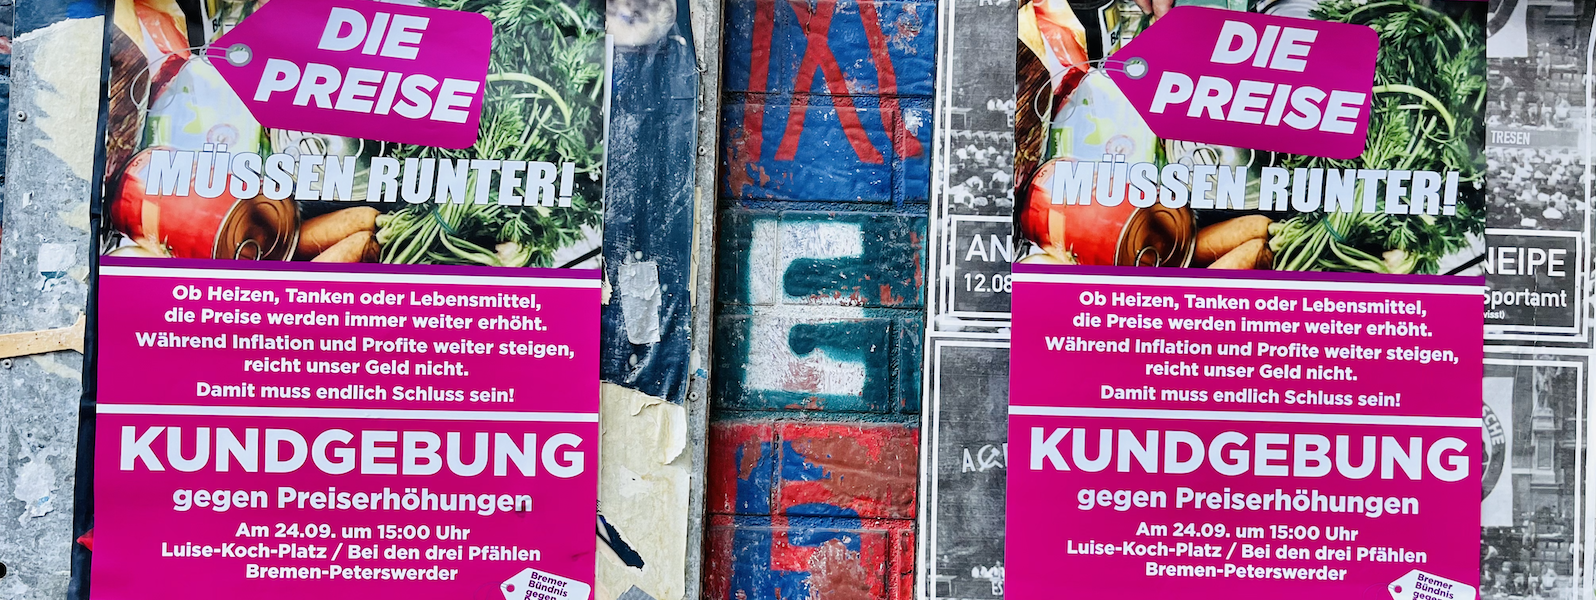 DIE
PREISE
MÜSSEN RUNTER!
Ob Heizen, Tanken oder Lebensmittel,
die Preise werden immer weiter erhöht.
Während Inflation und Profite weiter steigen,
reicht unser Geld nicht.
Damit muss endlich Schluss sein!
KUNDGEBUNG
gegen Preiserhöhungen
Am 24.09. um 15:00 Uhr
Luise-Koch-Platz / Bei den drei Pfählen
Bremen-Peterswerder
Bremer
Bündnis
gegen
E
DIE
PREISE
MÜSSEN RUNTER!
Ob Heizen, Tanken oder Lebensmittel,
die Preise werden immer weiter erhöht.
Während Inflation und Profite weiter steigen,
reicht unser Geld nicht.
Damit muss endlich Schluss sein!
KUNDGEBUNG
gegen Preiserhöhungen
Am 24.09. um 15:00 Uhr
Luise-Koch-Platz / Bei den drei Pfählen
Bremen-Peterswerder
Bremer
Bündnis
gegen
AN
12.08
TRESEN
NEIPE
Sportamt